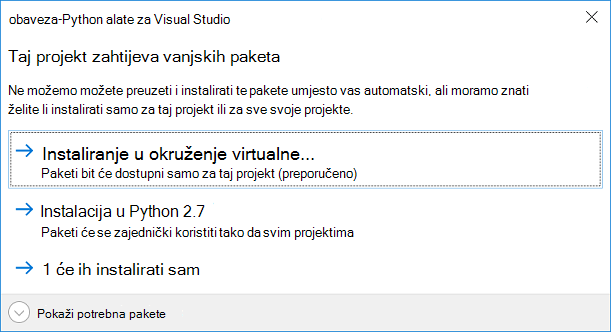 obaveza-Python alate za Visual Studio
Taj projekt zahtijeva vanjskih paketa
Ne možemo možete preuzeti i instalirati te pakete umjesto vas automatski, ali moramo znati
želite li instalirati samo za taj projekt ili za sve svoje projekte.
Instaliranje u okruženje virtualne...
Paketi bit će dostupni samo za taj projekt (preporučeno)
Instalacija u Python 2.7
Paketi će se zajednički koristiti tako da svim projektima
1 će ih instalirati sam
Pokaži potrebna pakete